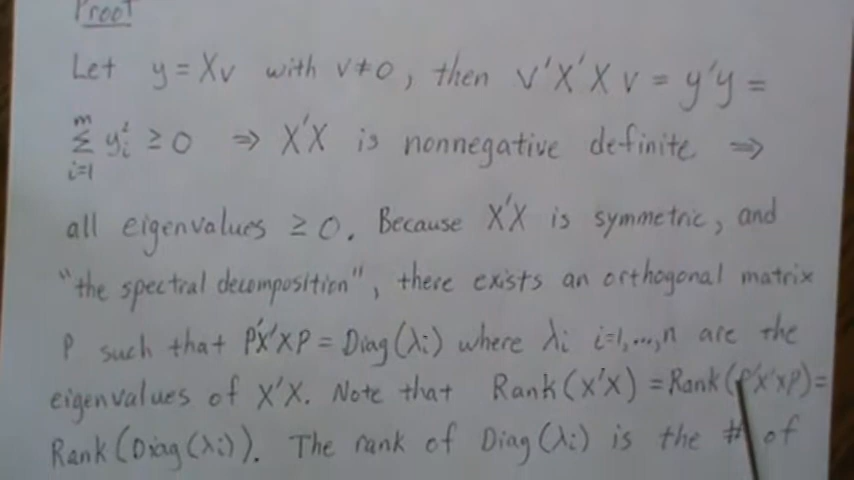 Proof
Let y = Xv with v≠0, then v'X'Xv = y'y =
m Σ i=1 yi² ≥ 0 ⇒ X'X is nonnegative definite ⇒
all eigenvalues ≥ 0. Because X'X is symmetric, and
"the spectral decomposition", there exists an orthogonal matrix
P such that P'X'XP = Diag(λi) where λi i=1,...,n are the
eigenvalues of X'X. Note that Rank(X'X) = Rank(P'X'XP) =
Rank(Diag(λi)). The rank of Diag(λi) is the # of